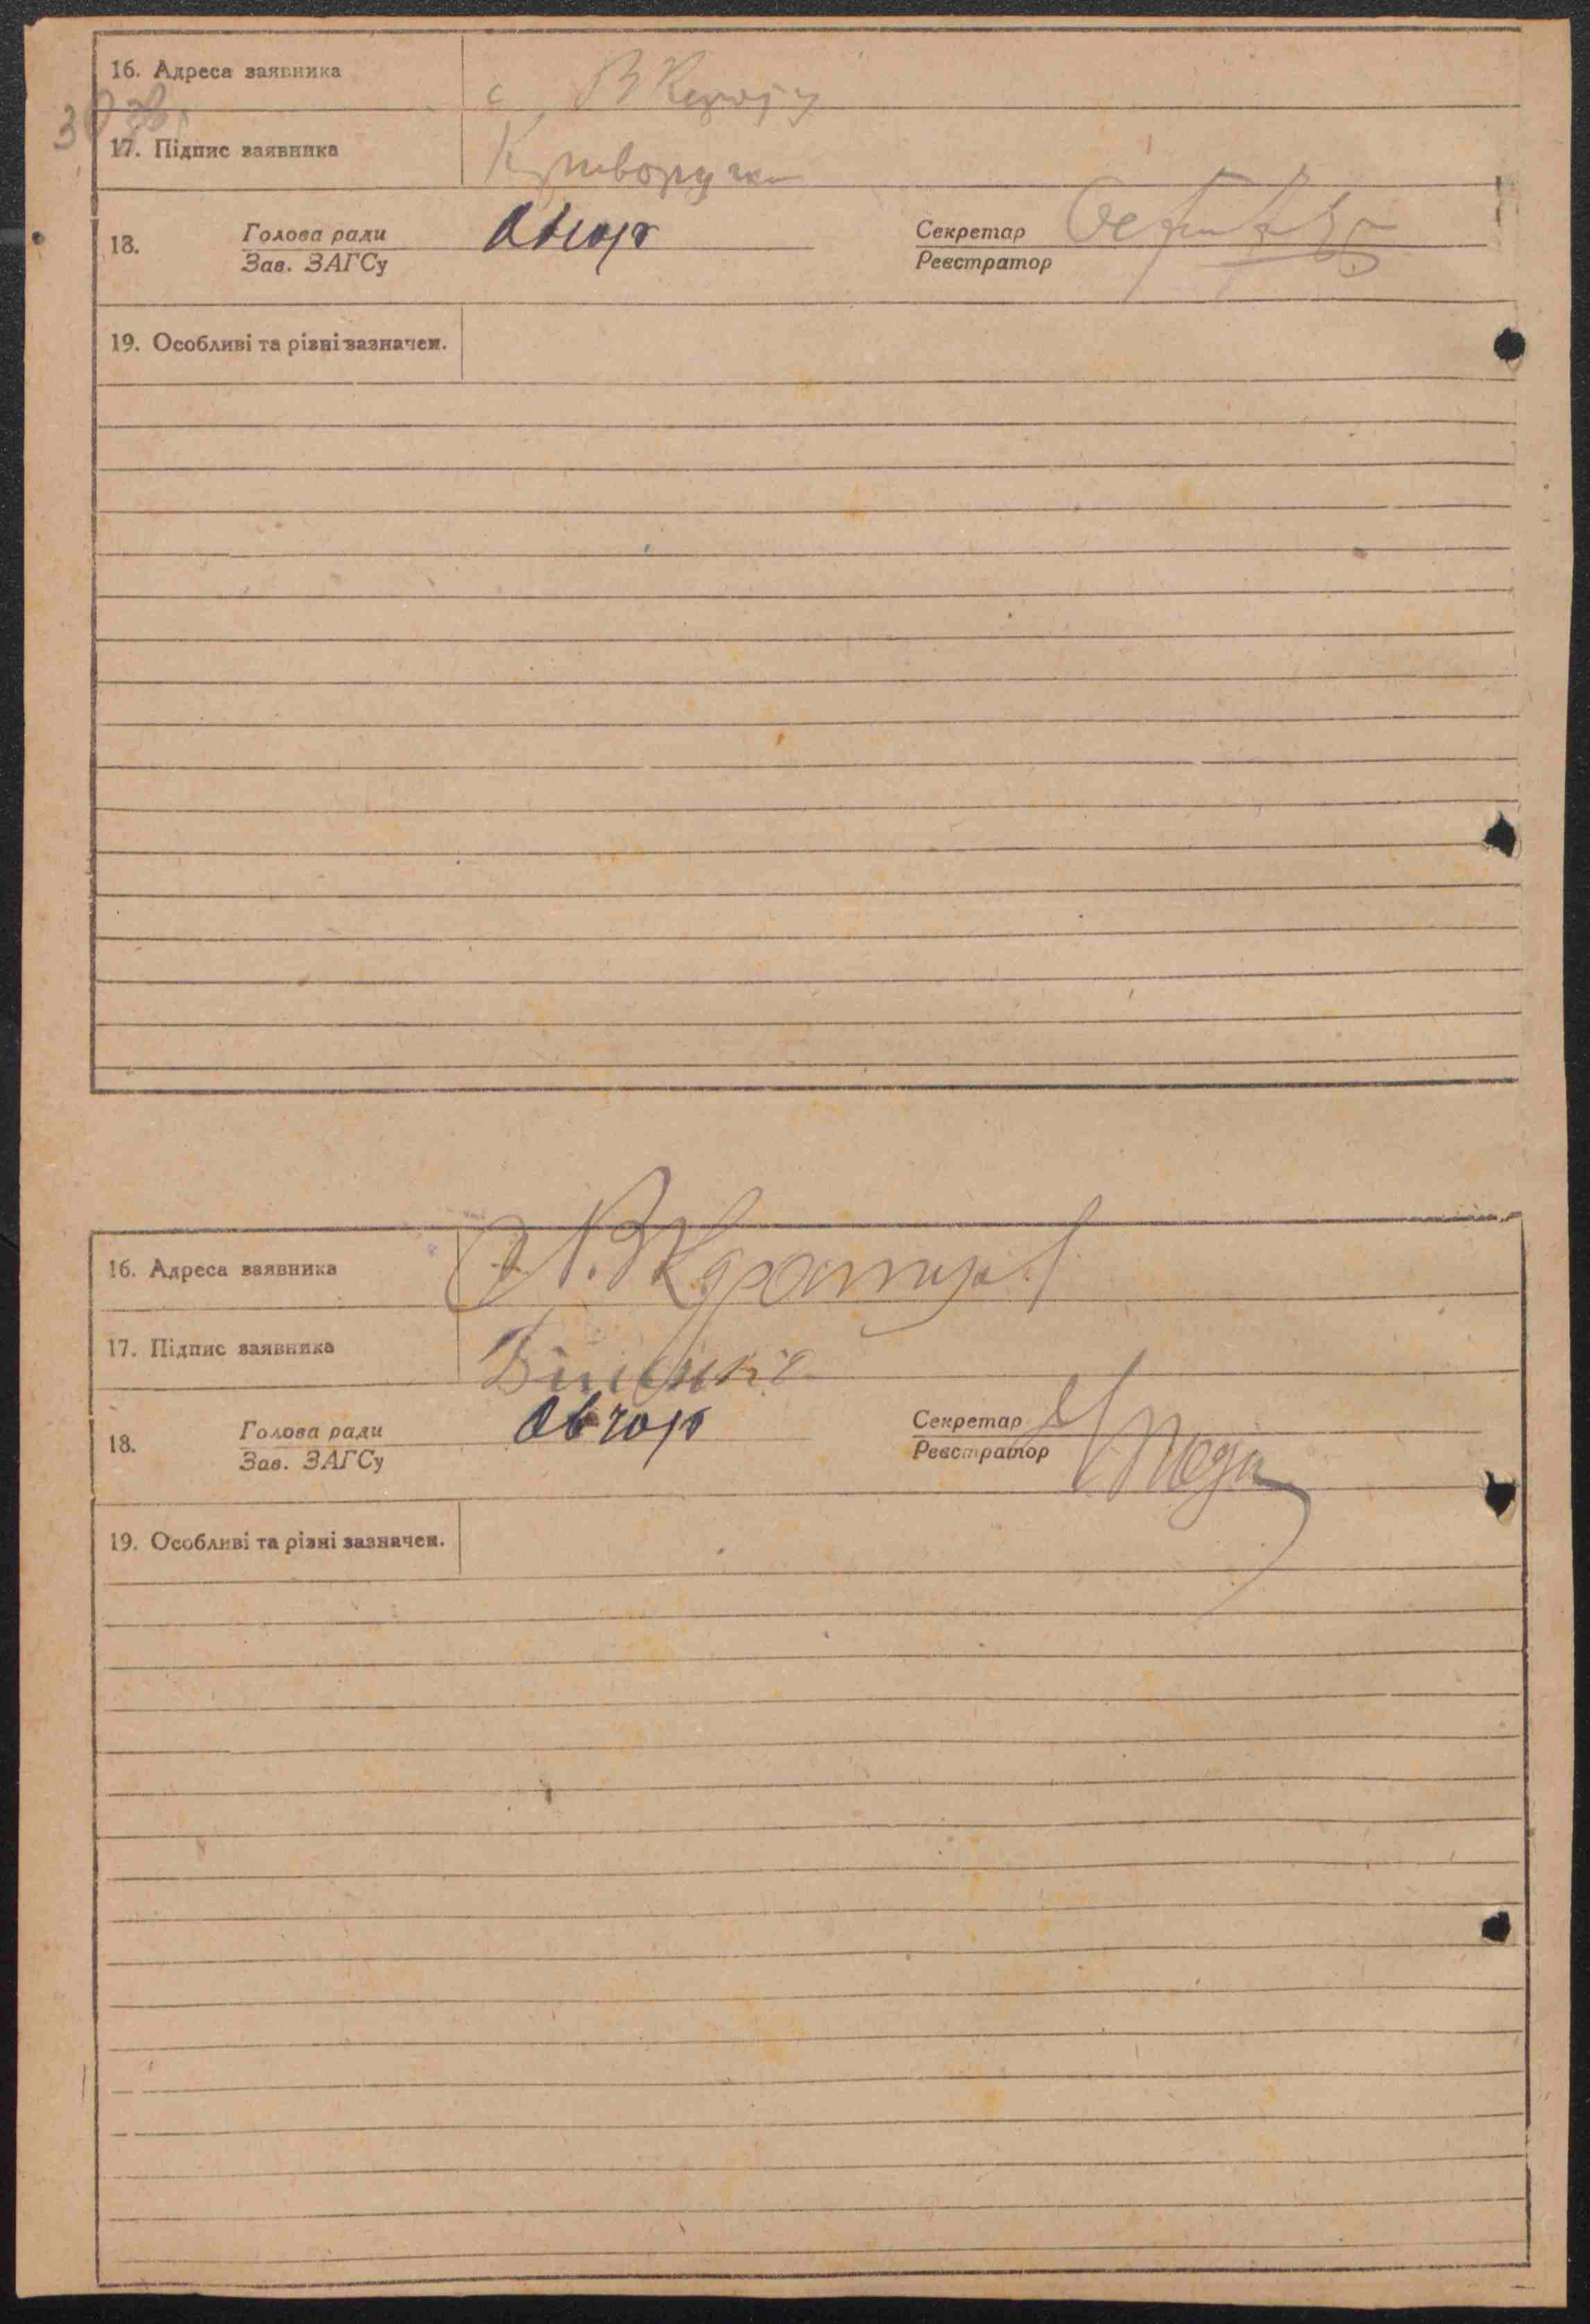 16. Адреса заявника с В
30 зв
17. Підпис заявника Криворучко
18. Голова ради Овчар Секретар
Зав. ЗАГСу Реєстратор
19. Особливі та різні зазначен.
16. Адреса заявника
17. Підпис заявника
18. Голова ради Овчар Секретар
Зав. ЗАГСу Реєстратор
19. Особливі та різні зазначен.